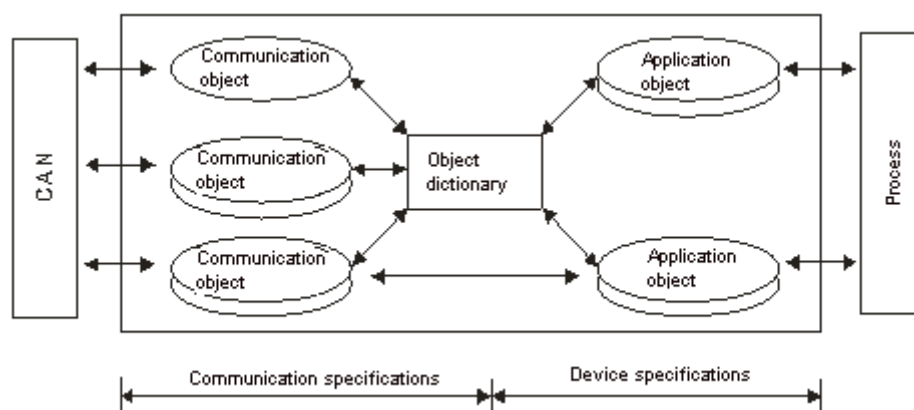 Communication
object
Application
object
CAN
Communication
object
Object
dictionary
Process
Communication
object
Application
object
Communication specifications
Device specifications